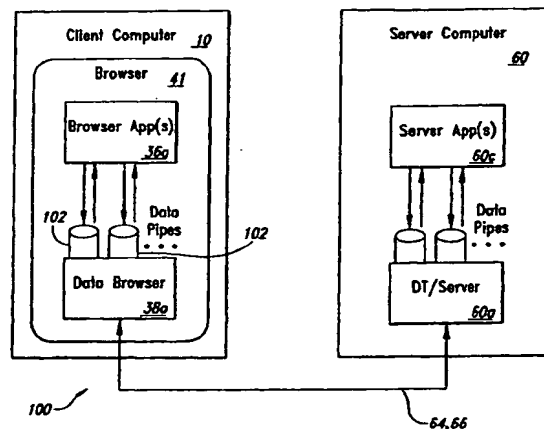 Client Computer 10
Browser 41
Browser App(s)
36a
102
Data
Pipes
102
Data Browser
38a
Server Computer
60
Server App(s)
60c
Data
Pipes
DT/Server
60a
100
64,66